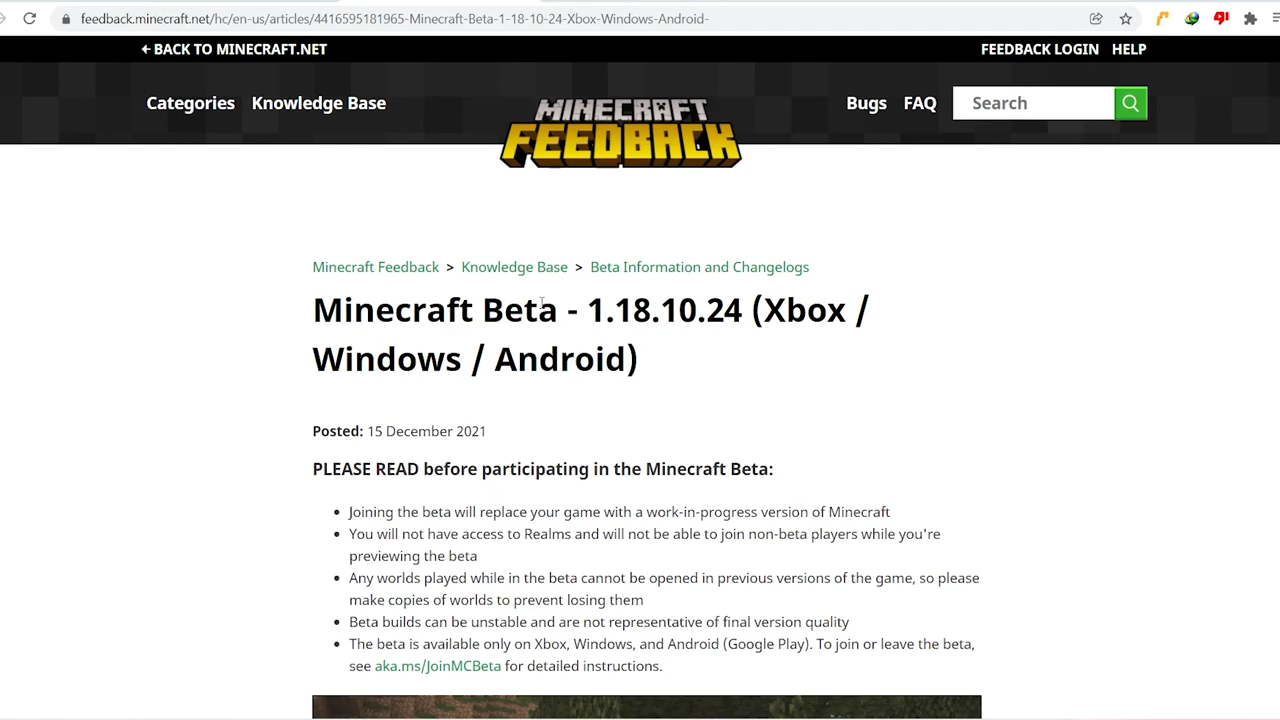 feedback.minecraft.net/hc/en-us/articles/4416595181965-Minecraft-Beta-1-18-10-24-Xbox-Windows-Android-
← BACK TO MINECRAFT.NET
FEEDBACK LOGIN HELP
Categories Knowledge Base
MINECRAFT
FEEDBACK
Bugs FAQ Search
Minecraft Feedback > Knowledge Base > Beta Information and Changelogs
Minecraft Beta - 1.18.10.24 (Xbox /
Windows / Android)
Posted: 15 December 2021
PLEASE READ before participating in the Minecraft Beta:
• Joining the beta will replace your game with a work-in-progress version of Minecraft
• You will not have access to Realms and will not be able to join non-beta players while you're
previewing the beta
• Any worlds played while in the beta cannot be opened in previous versions of the game, so please
make copies of worlds to prevent losing them
• Beta builds can be unstable and are not representative of final version quality
• The beta is available only on Xbox, Windows, and Android (Google Play). To join or leave the beta,
see aka.ms/JoinMCBeta for detailed instructions.